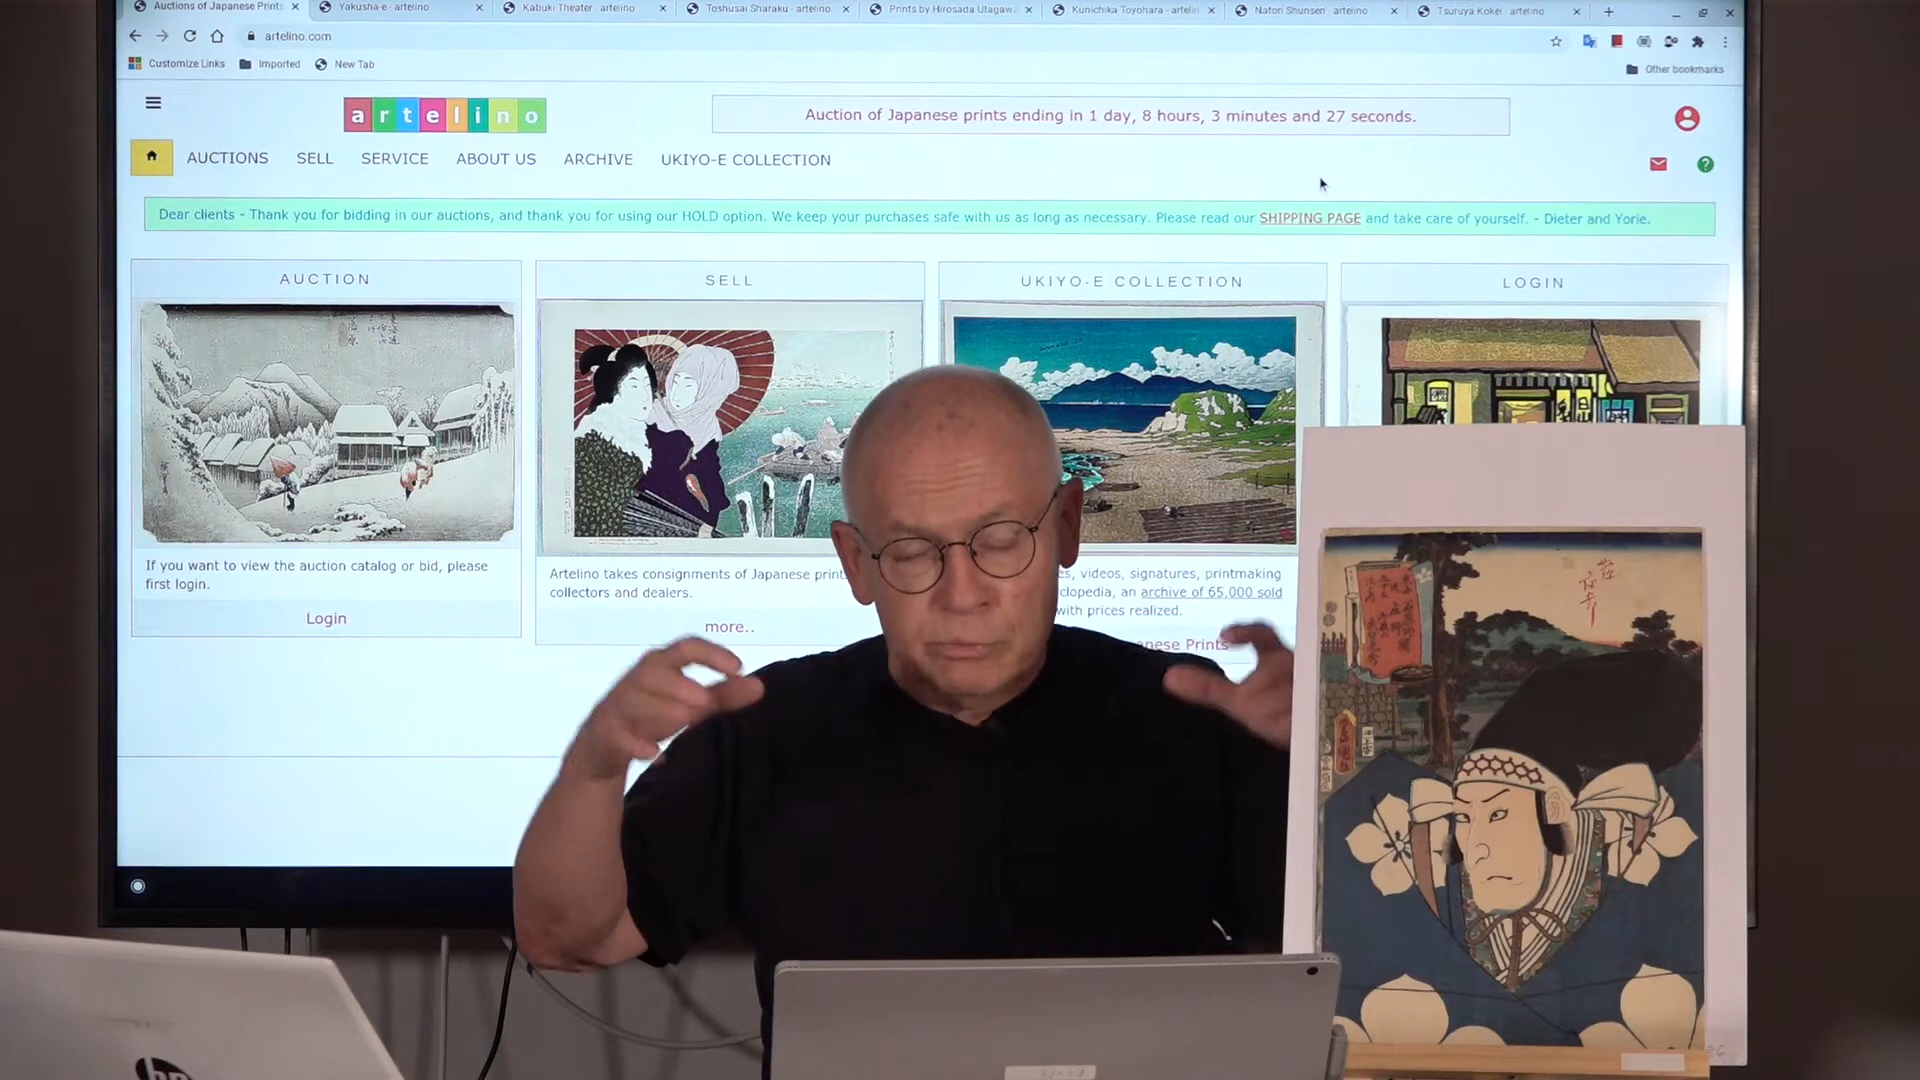 Auctions of Japanese Prints
Yakusha-e - artelino
Kabuki Theater - artelino
Toshusai Sharaku - artelino
Prints by Hirosada Utagaw
Kunichika Toyohara - artelin
Natori Shunsen - artelino
Tsuruya Kokei - artelino
artelino.com
Customize Links
Imported
New Tab
Other bookmarks
artelino
Auction of Japanese prints ending in 1 day, 8 hours, 3 minutes and 27 seconds.
AUCTIONS
SELL
SERVICE
ABOUT US
ARCHIVE
UKIYO-E COLLECTION
Dear clients - Thank you for bidding in our auctions, and thank you for using our HOLD option. We keep your purchases safe with us as long as necessary. Please read our SHIPPING PAGE and take care of yourself. - Dieter and Yorie.
AUCTION
SELL
UKIYO-E COLLECTION
LOGIN
If you want to view the auction catalog or bid, please
first login.
Login
Artelino takes consignments of Japanese print
collectors and dealers.
more..
es, videos, signatures, printmaking
clopedia, an archive of 65,000 sold
with prices realized.
anese Prints
hp